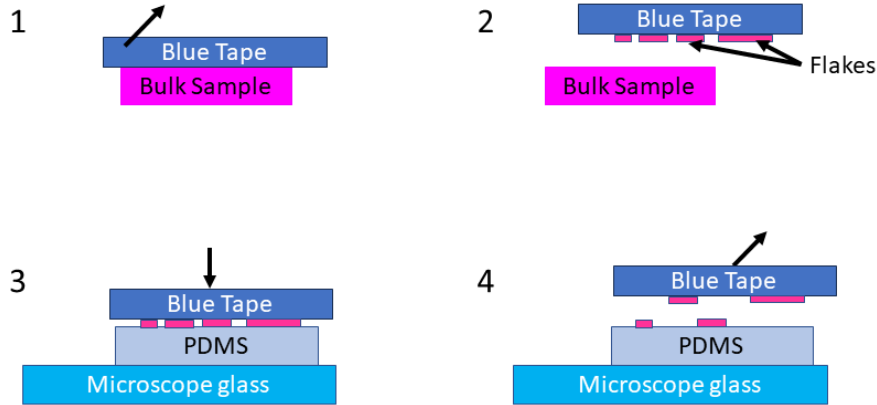 1
Blue Tape
Bulk Sample
2
Blue Tape
Flakes
Bulk Sample
3
Blue Tape
PDMS
Microscope glass
4
Blue Tape
PDMS
Microscope glass